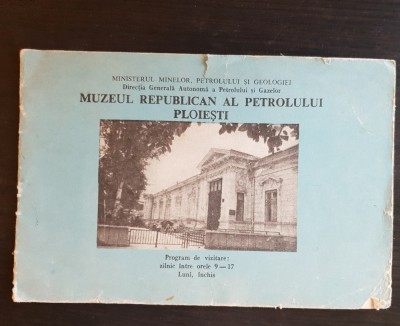 MINISTERUL MINELOR, PETROLULUI SI GEOLOGIEI
Direcția Generală Autonomă a Petrolului și Gazelor
MUZEUL REPUBLICAN AL PETROLULUI
PLOIEȘTI
Program de vizitare:
zilnic între orele 9—17
Luni, închis